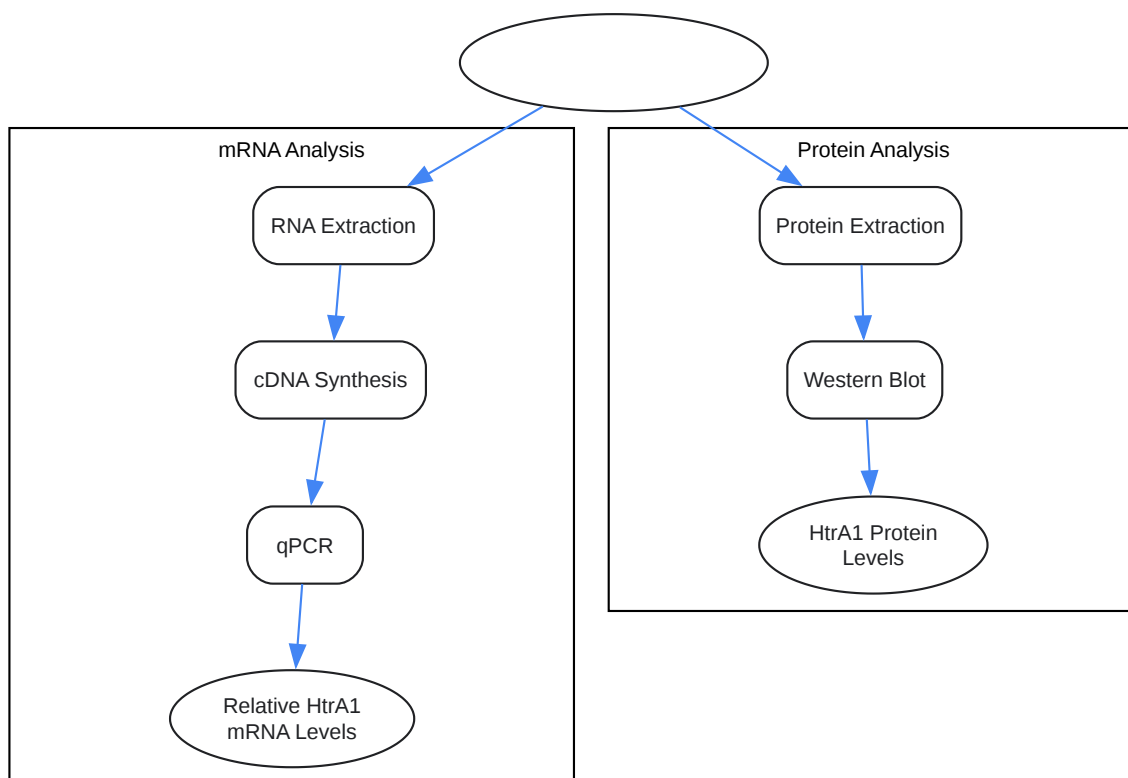 mRNA Analysis
RNA Extraction
cDNA Synthesis
qPCR
Relative HtrA1
mRNA Levels
Protein Analysis
Protein Extraction
Western Blot
HtrA1 Protein
Levels